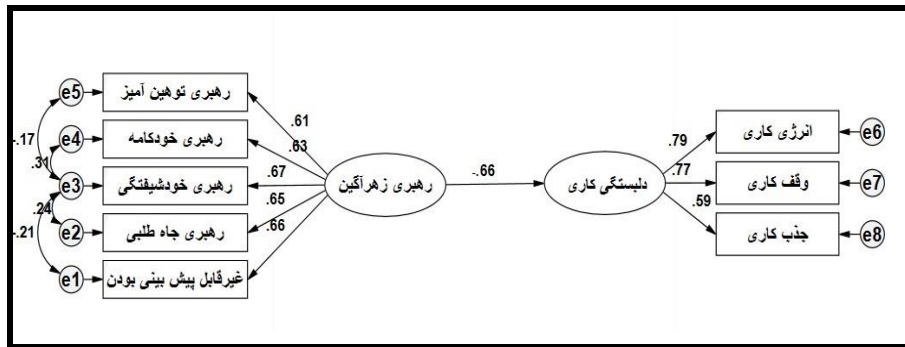 e5
رهبری توهین آمیز
.61
-.17
e4
رهبری خودکامه
.63
.31
e3
رهبری خودشیفتگی
.67
رهبری زهرآگین
-.66
دلبستگی کاری
.24
e2
رهبری جاه طلبی
.65
-.21
e1
غیرقابل پیش بینی بودن
.66
.79
انرژی کاری
e6
.77
وقف کاری
e7
.59
جذب کاری
e8